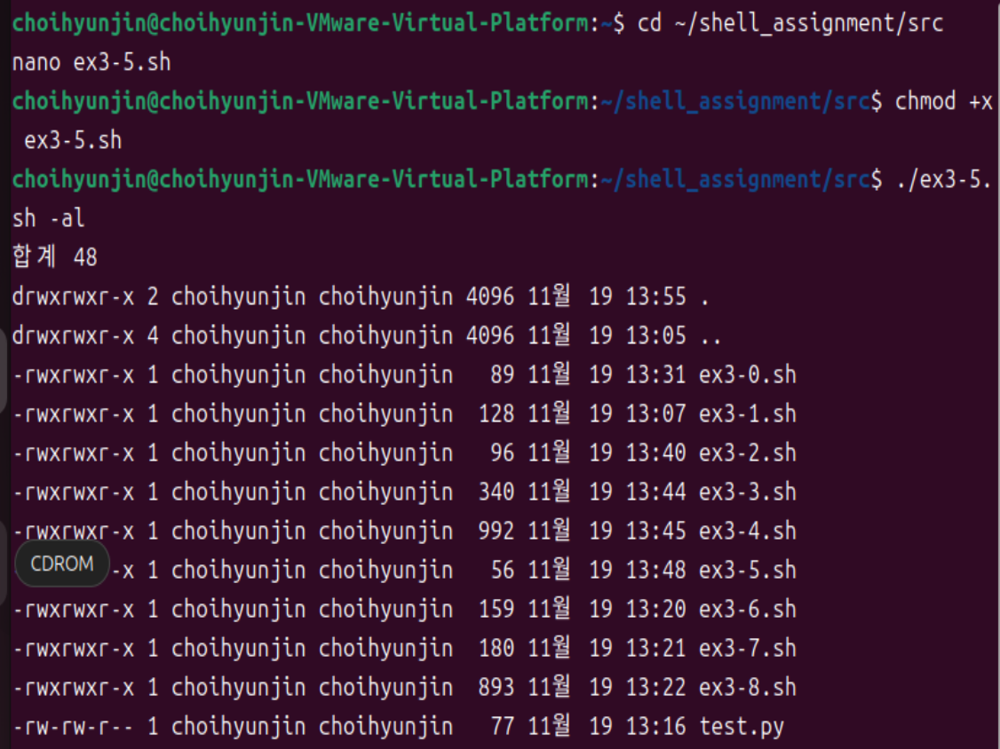 choihyunjin@choihyunjin-VMware-Virtual-Platform:~$ cd ~/shell_assignment/src
nano ex3-5.sh
choihyunjin@choihyunjin-VMware-Virtual-Platform:~/shell_assignment/src$ chmod +x
 ex3-5.sh
choihyunjin@choihyunjin-VMware-Virtual-Platform:~/shell_assignment/src$ ./ex3-5.
sh -al
합계 48
drwxrwxr-x 2 choihyunjin choihyunjin 4096 11월 19 13:55 .
drwxrwxr-x 4 choihyunjin choihyunjin 4096 11월 19 13:05 ..
-rwxrwxr-x 1 choihyunjin choihyunjin   89 11월 19 13:31 ex3-0.sh
-rwxrwxr-x 1 choihyunjin choihyunjin  128 11월 19 13:07 ex3-1.sh
-rwxrwxr-x 1 choihyunjin choihyunjin   96 11월 19 13:40 ex3-2.sh
-rwxrwxr-x 1 choihyunjin choihyunjin  340 11월 19 13:44 ex3-3.sh
-rwxrwxr-x 1 choihyunjin choihyunjin  992 11월 19 13:45 ex3-4.sh
CDROM -x 1 choihyunjin choihyunjin   56 11월 19 13:48 ex3-5.sh
-rwxrwxr-x 1 choihyunjin choihyunjin  159 11월 19 13:20 ex3-6.sh
-rwxrwxr-x 1 choihyunjin choihyunjin  180 11월 19 13:21 ex3-7.sh
-rwxrwxr-x 1 choihyunjin choihyunjin  893 11월 19 13:22 ex3-8.sh
-rw-rw-r-- 1 choihyunjin choihyunjin   77 11월 19 13:16 test.py